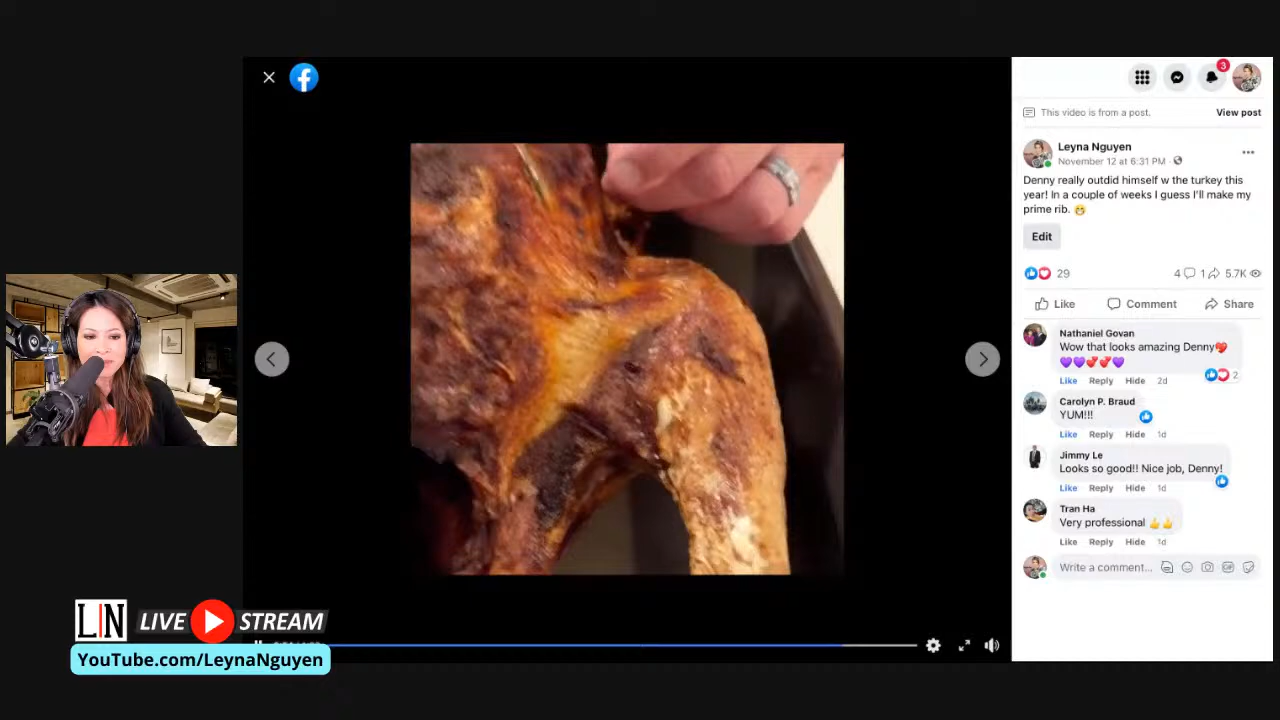 This video is from a post.
View post
3
Leyna Nguyen
November 12 at 6:31 PM ·
Denny really outdid himself w the turkey this
year! In a couple of weeks I guess I'll make my
prime rib. 😁
Edit
29
4
1
5.7K
Like
Comment
Share
Nathaniel Govan
Wow that looks amazing Denny💝
💜💜💞💞💜
2
Like Reply Hide 2d
Carolyn P. Braud
YUM!!!
Like Reply Hide 1d
Jimmy Le
Looks so good!! Nice job, Denny!
Like Reply Hide 1d
Tran Ha
Very professional 👍👍
Like Reply Hide 1d
Write a comment...
GIF
LIN LIVE STREAM
YouTube.com/LeynaNguyen